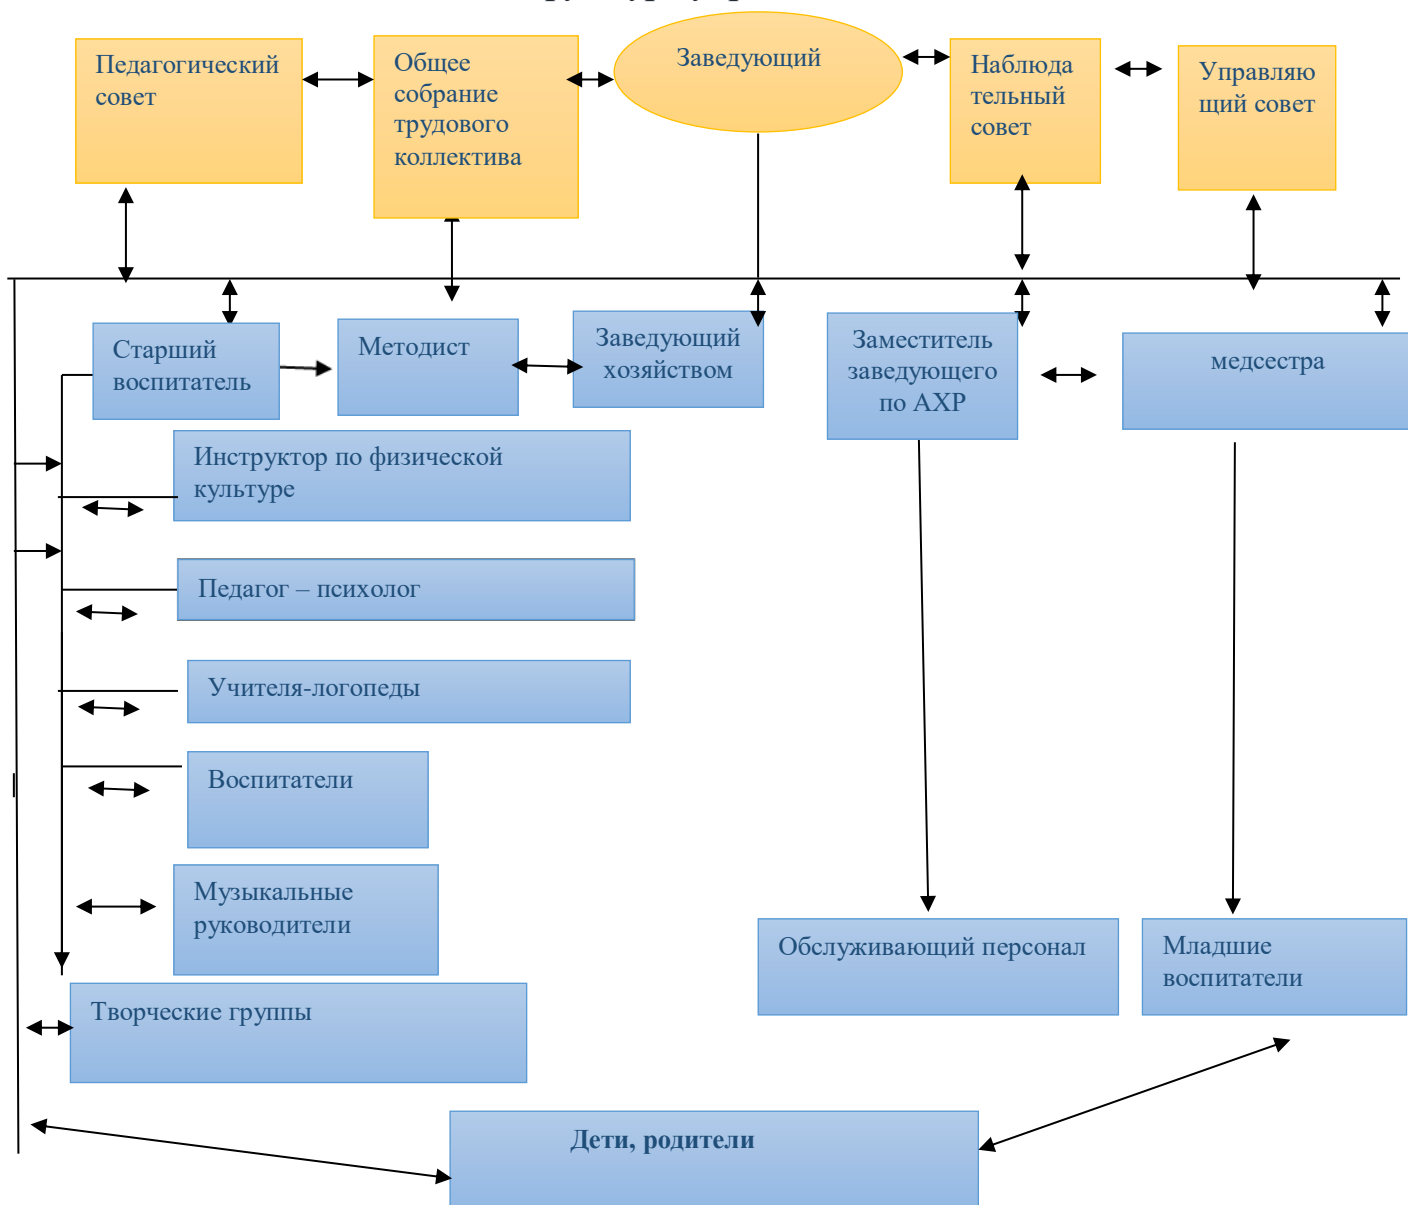 Педагогический
совет
Общее
собрание
трудового
коллектива
Заведующий
Наблюда
тельный
совет
Управляю
щий совет
Старший
воспитатель
Методист
Заведующий
хозяйством
Заместитель
заведующего
по АХР
медсестра
Инструктор по физической
культуре
Педагог – психолог
Учителя-логопеды
Воспитатели
Музыкальные
руководители
Творческие группы
Обслуживающий персонал
Младшие
воспитатели
Дети, родители